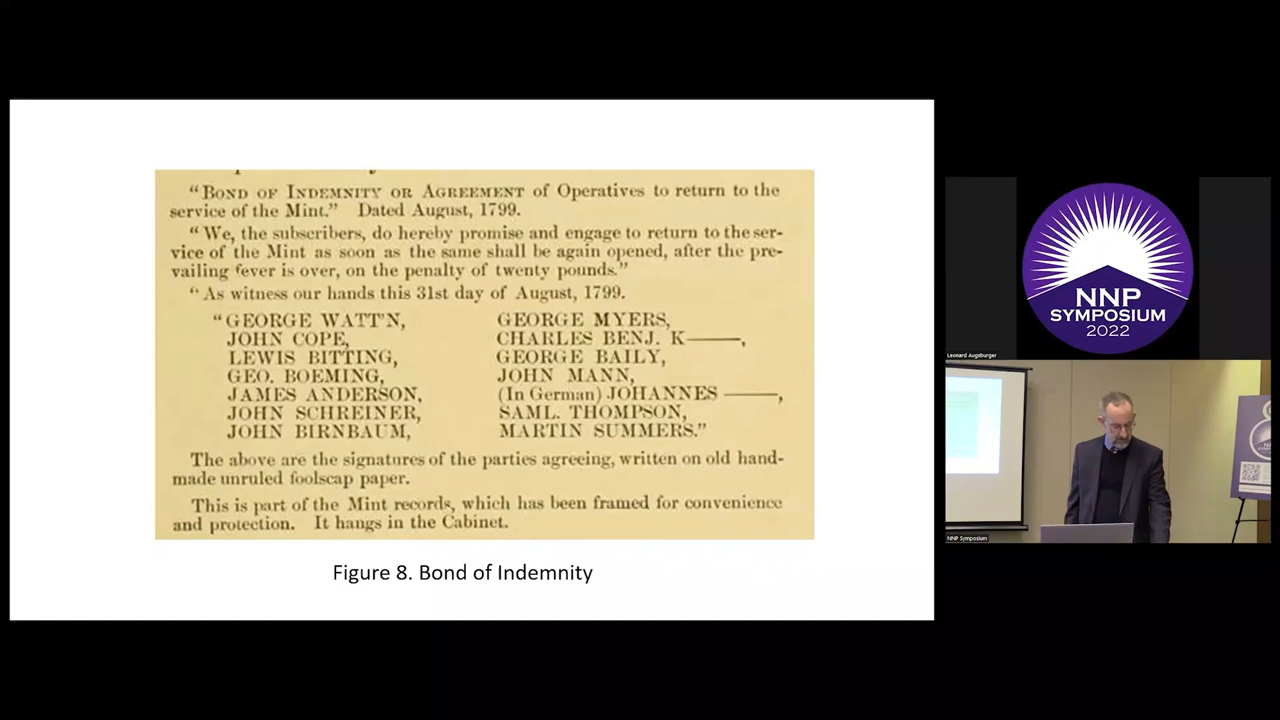 “BOND OF INDEMNITY OR AGREEMENT of Operatives to return to the
service of the Mint.” Dated August, 1799.
“We, the subscribers, do hereby promise and engage to return to the ser-
vice of the Mint as soon as the same shall be again opened, after the pre-
vailing fever is over, on the penalty of twenty pounds.”
“As witness our hands this 31st day of August, 1799.
“GEORGE WATT'N,
JOHN COPE,
LEWIS BITTING,
GEO. BOEMING,
JAMES ANDERSON,
JOHN SCHREINER,
JOHN BIRNBAUM,
GEORGE MYERS,
CHARLES BENJ. K——,
GEORGE BAILY,
JOHN MANN,
(In German) JOHANNES ——,
SAML. THOMPSON,
MARTIN SUMMERS.”
The above are the signatures of the parties agreeing, written on old hand-
made unruled foolscap paper.
This is part of the Mint records, which has been framed for convenience
and protection. It hangs in the Cabinet.
Figure 8. Bond of Indemnity
NNP
SYMPOSIUM
2022
Leonard Augsburger
NNP Symposium